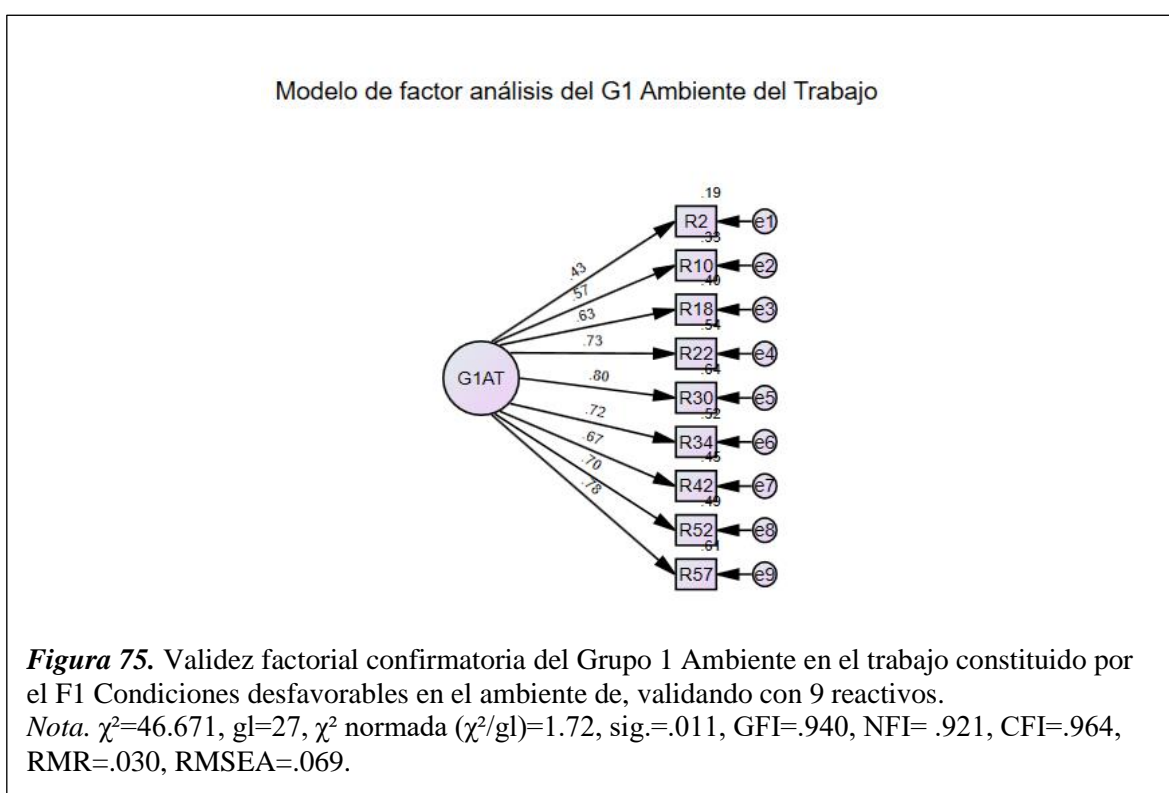 Modelo de factor análisis del G1 Ambiente del Trabajo
.19
R2 e1
.33
.43 R10 e2
.40
.57 R18 e3
.63
.54
.73 R22 e4
.64
G1AT .80 R30 e5
.52
.72 R34 e6
.45
.67 R42 e7
.49
.70 R52 e8
.61
.78 R57 e9
Figura 75. Validez factorial confirmatoria del Grupo 1 Ambiente en el trabajo constituido por
el F1 Condiciones desfavorables en el ambiente de, validando con 9 reactivos.
Nota. χ²=46.671, gl=27, χ² normada (χ²/gl)=1.72, sig.=.011, GFI=.940, NFI= .921, CFI=.964,
RMR=.030, RMSEA=.069.